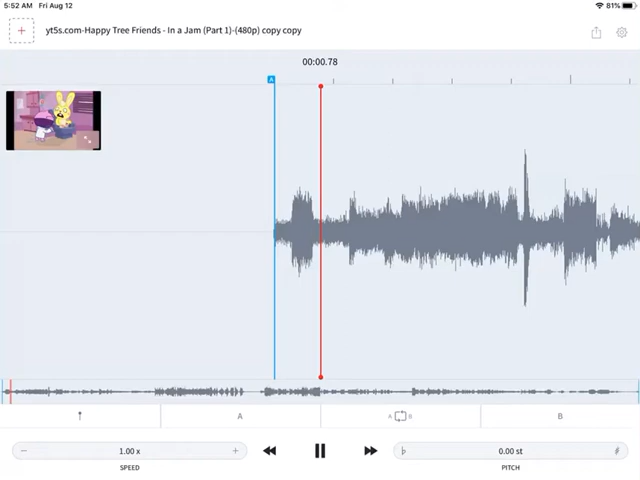 5:52 AM Fri Aug 12 81%
yt5s.com-Happy Tree Friends - In a Jam (Part 1)-(480p) copy copy
00:00.78
A
A A B B
− 1.00 x + ♭ 0.00 st
SPEED PITCH